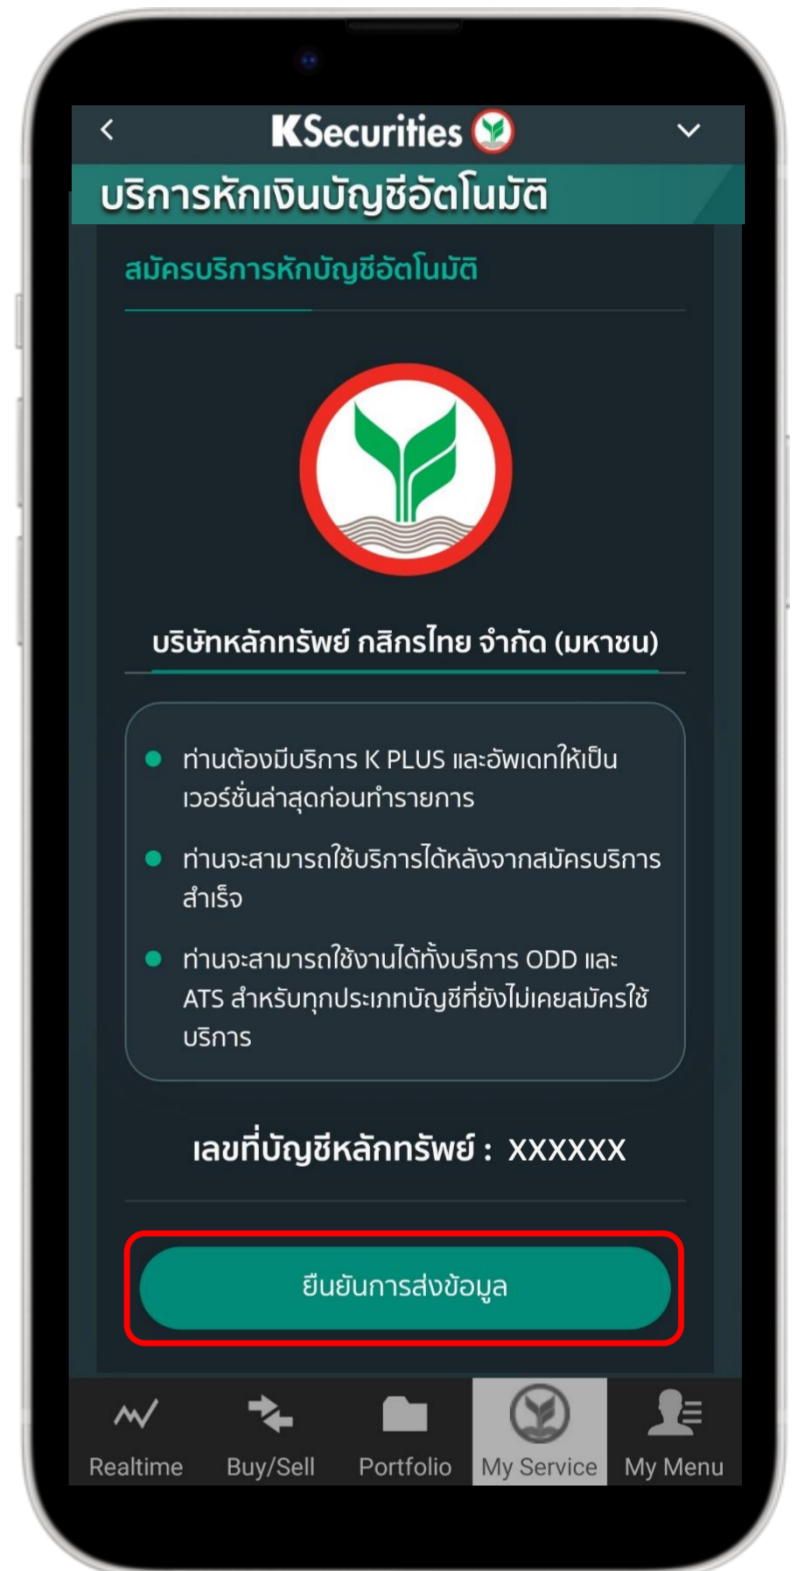 KSecurities
บริการหักเงินบัญชีอัตโนมัติ
สมัครบริการหักบัญชีอัตโนมัติ
บริษัทหลักทรัพย์ กสิกรไทย จำกัด (มหาชน)
ท่านต้องมีบริการ K PLUS และอัพเดทให้เป็น
เวอร์ชั่นล่าสุดก่อนทำรายการ
ท่านจะสามารถใช้บริการได้หลังจากสมัครบริการ
สำเร็จ
ท่านจะสามารถใช้งานได้ทั้งบริการ ODD และ
ATS สำหรับทุกประเภทบัญชีที่ยังไม่เคยสมัครใช้
บริการ
เลขที่บัญชีหลักทรัพย์ : XXXXXX
ยืนยันการส่งข้อมูล
Realtime Buy/Sell Portfolio My Service My Menu